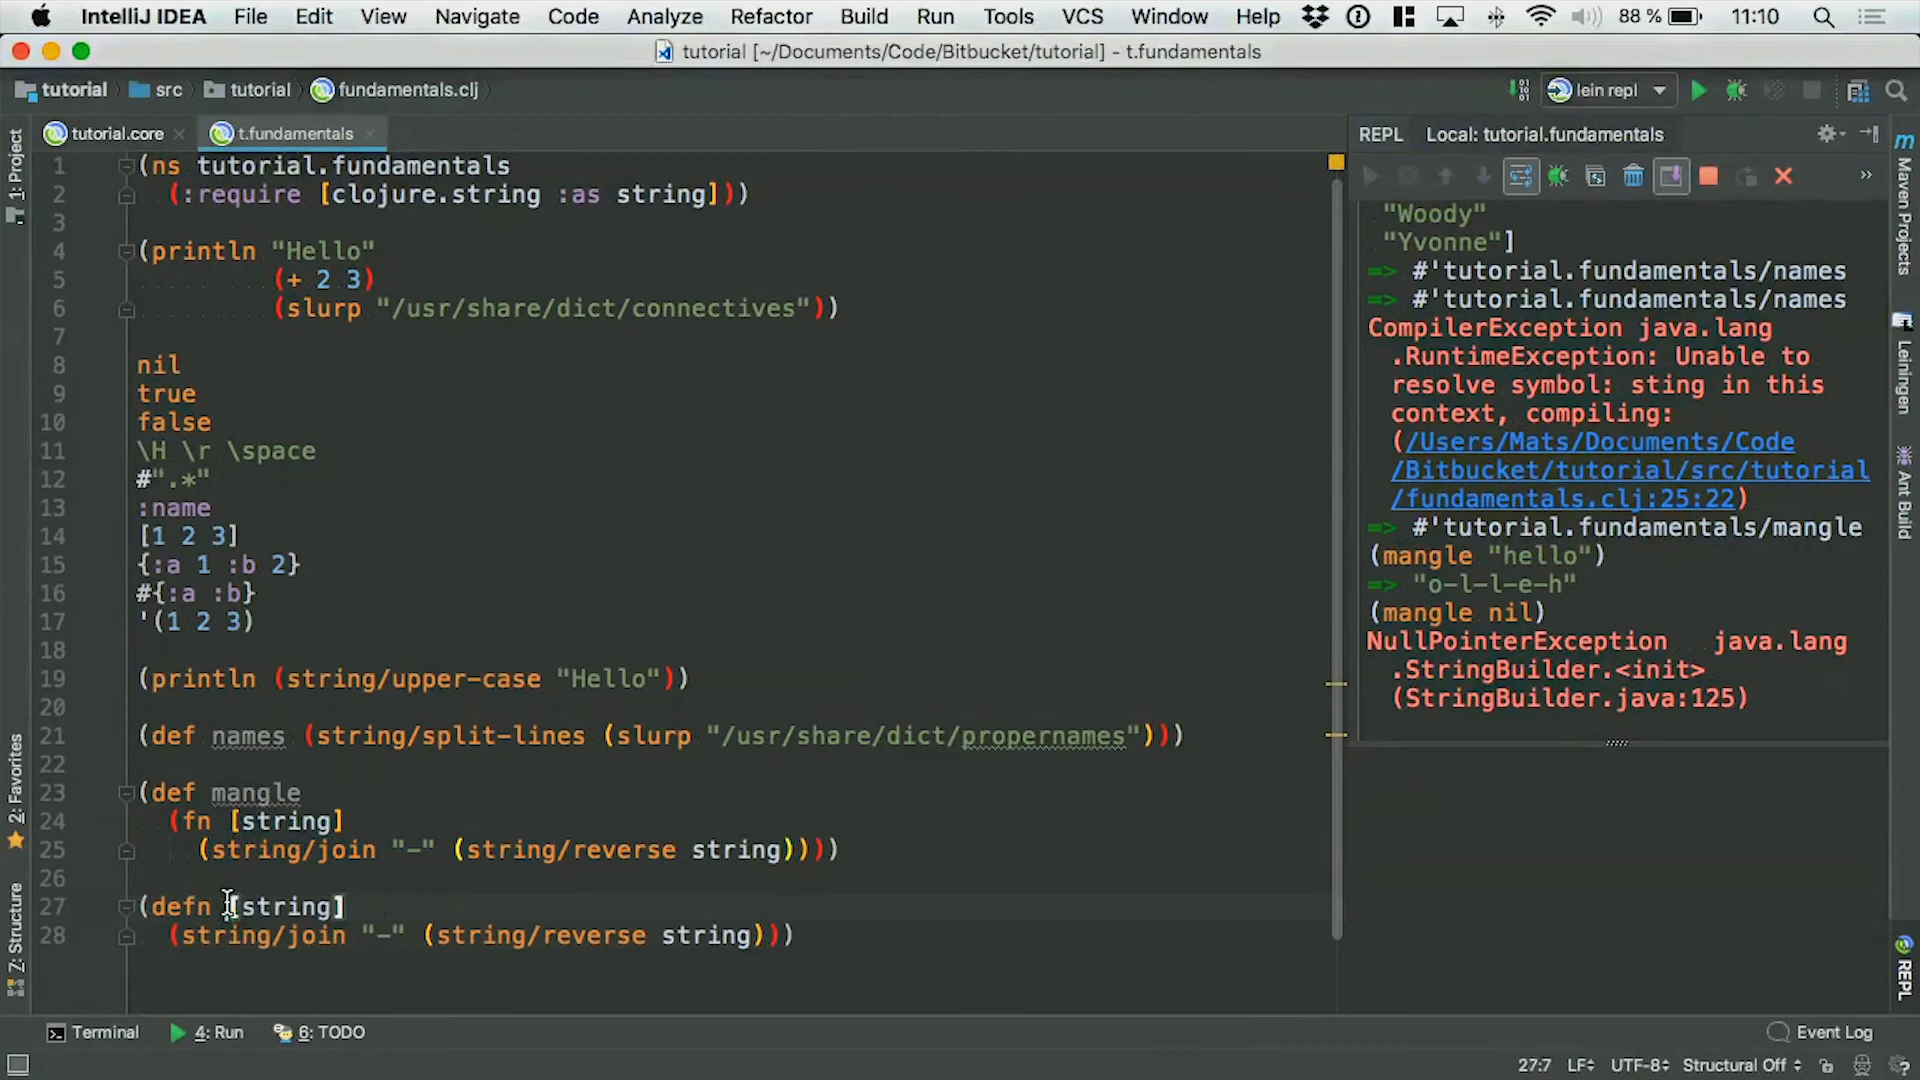 IntelliJ IDEA File Edit View Navigate Code Analyze Refactor Build Run Tools VCS Window Help 88 % 11:10
tutorial [~/Documents/Code/Bitbucket/tutorial] - t.fundamentals
tutorial src tutorial fundamentals.clj
lein repl
tutorial.core t.fundamentals
1 (ns tutorial.fundamentals
2 (:require [clojure.string :as string]))
3
4 (println "Hello"
5 (+ 2 3)
6 (slurp "/usr/share/dict/connectives"))
7
8 nil
9 true
10 false
11 \H \r \space
12 #".*"
13 :name
14 [1 2 3]
15 {:a 1 :b 2}
16 #{:a :b}
17 '(1 2 3)
18
19 (println (string/upper-case "Hello"))
20
21 (def names (string/split-lines (slurp "/usr/share/dict/propernames")))
22
23 (def mangle
24 (fn [string]
25 (string/join "-" (string/reverse string))))
26
27 (defn [string]
28 (string/join "-" (string/reverse string)))
REPL Local: tutorial.fundamentals
"Woody"
"Yvonne"]
=> #'tutorial.fundamentals/names
=> #'tutorial.fundamentals/names
CompilerException java.lang
.RuntimeException: Unable to
resolve symbol: sting in this
context, compiling:
(/Users/Mats/Documents/Code
/Bitbucket/tutorial/src/tutorial
/fundamentals.clj:25:22)
=> #'tutorial.fundamentals/mangle
(mangle "hello")
=> "o-l-l-e-h"
(mangle nil)
NullPointerException java.lang
.StringBuilder.<init>
(StringBuilder.java:125)
1: Project
2: Favorites
Z: Structure
Maven Projects
Leiningen
Ant Build
REPL
Terminal 4: Run 6: TODO Event Log
27:7 LF UTF-8 Structural Off